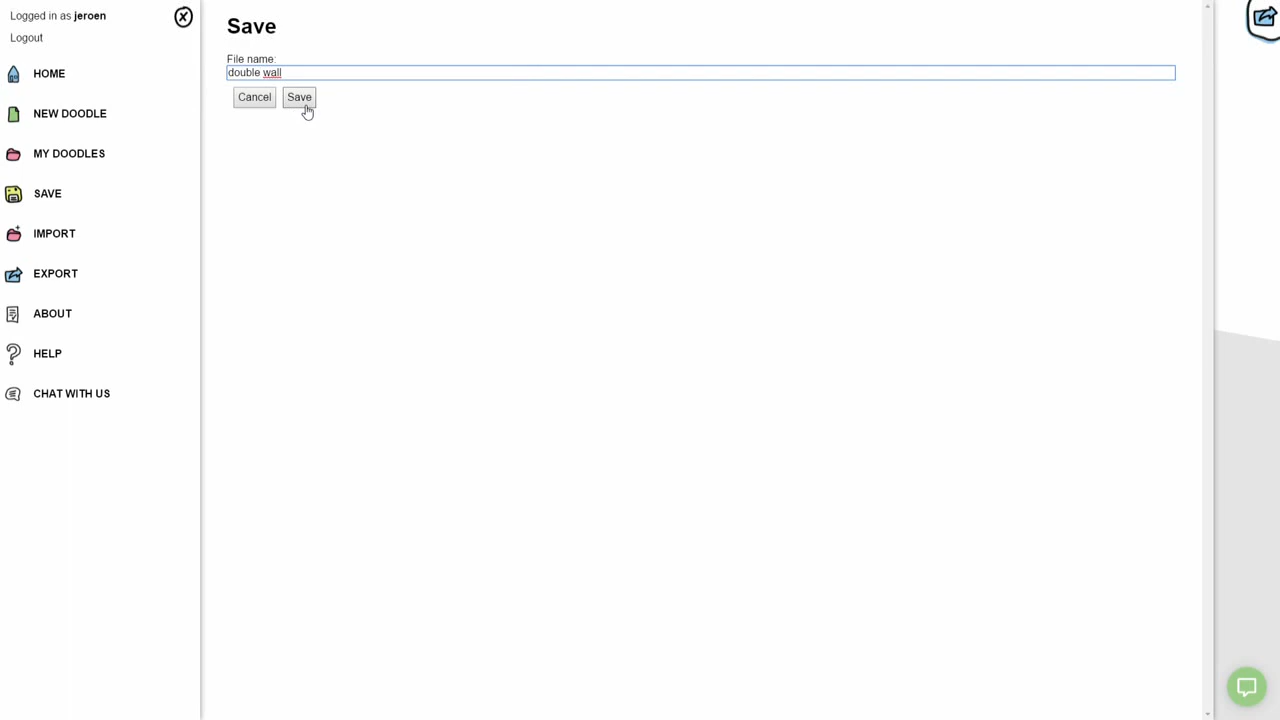 Logged in as jeroen
Logout
HOME
NEW DOODLE
MY DOODLES
SAVE
IMPORT
EXPORT
ABOUT
HELP
CHAT WITH US
Save
File name:
double wall
Cancel Save